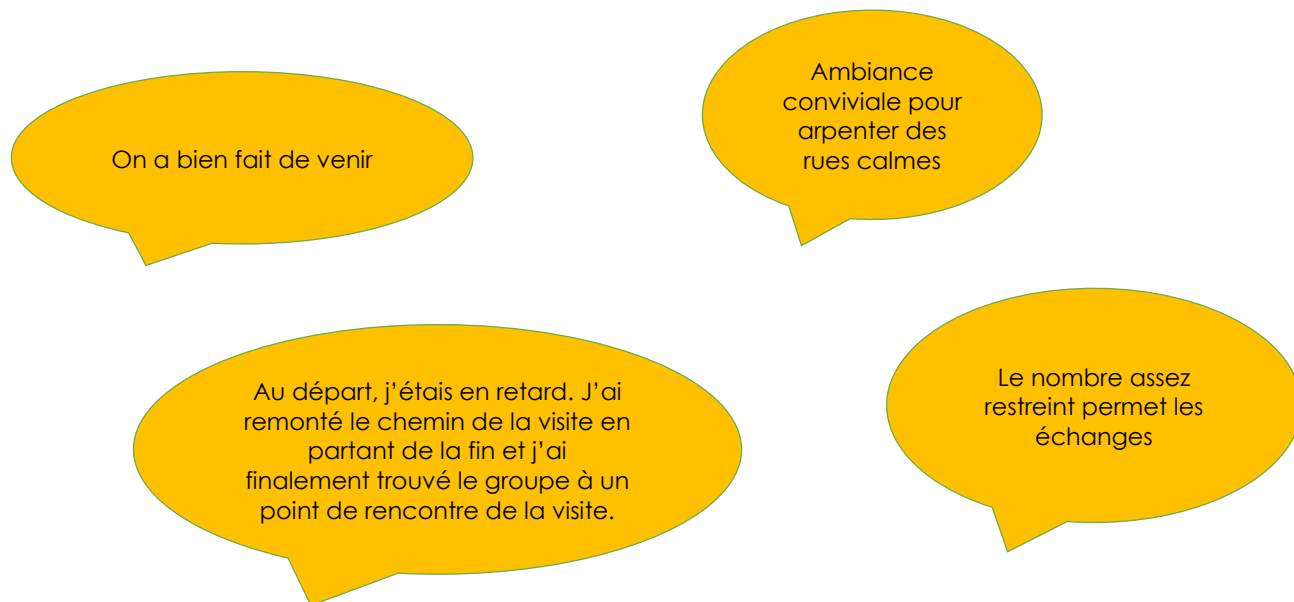 On a bien fait de venir
Ambiance
conviviale pour
arpenter des
rues calmes
Au départ, j’étais en retard. J’ai
remonté le chemin de la visite en
partant de la fin et j’ai
finalement trouvé le groupe à un
point de rencontre de la visite.
Le nombre assez
restreint permet les
échanges